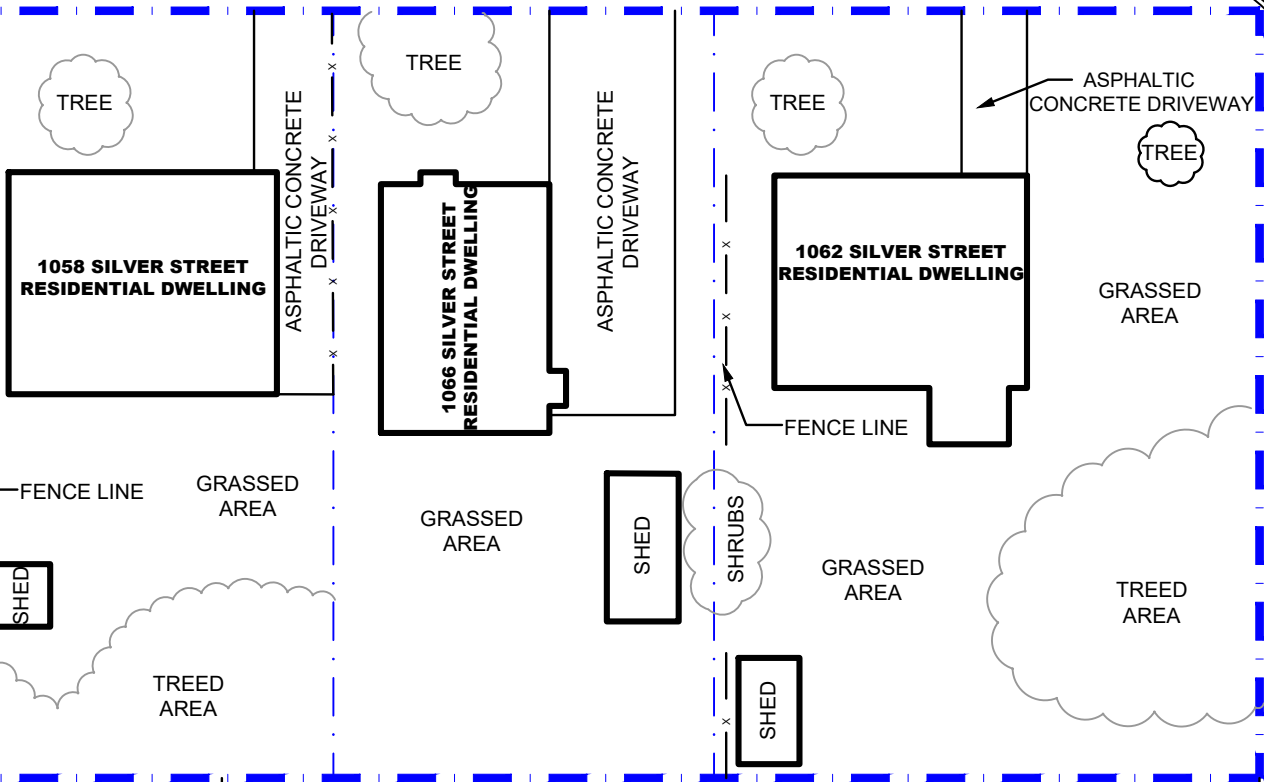 TREE
ASPHALTIC CONCRETE
DRIVEWAY
1058 SILVER STREET
RESIDENTIAL DWELLING
FENCE LINE
GRASSED
AREA
SHED
TREED
AREA
TREE
1066 SILVER STREET
RESIDENTIAL DWELLING
ASPHALTIC CONCRETE
DRIVEWAY
GRASSED
AREA
SHED
SHRUBS
TREE
ASPHALTIC
CONCRETE DRIVEWAY
TREE
1062 SILVER STREET
RESIDENTIAL DWELLING
GRASSED
AREA
FENCE LINE
GRASSED
AREA
TREED
AREA
SHED